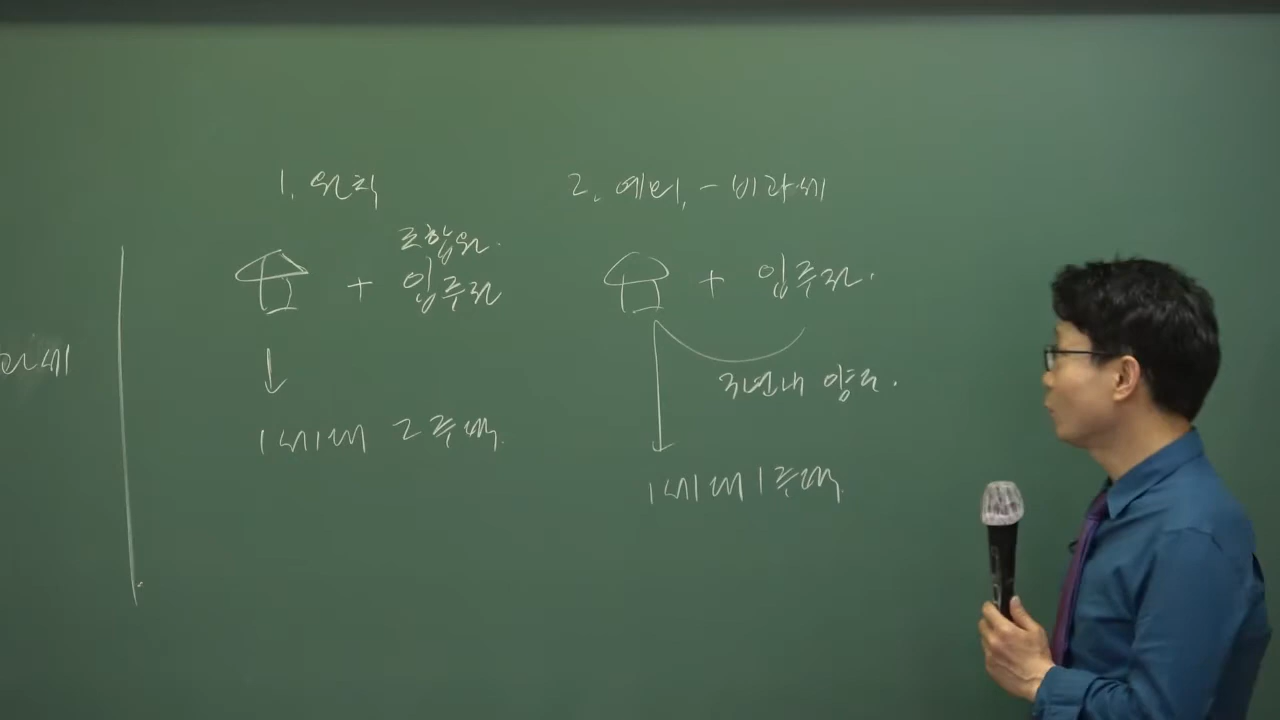 1. 원칙
조합원.
+ 입주권
↓
1세대 2주택.
2. 예외. - 비과세
+ 입주권.
3년내 양도.
1세대 1주택.